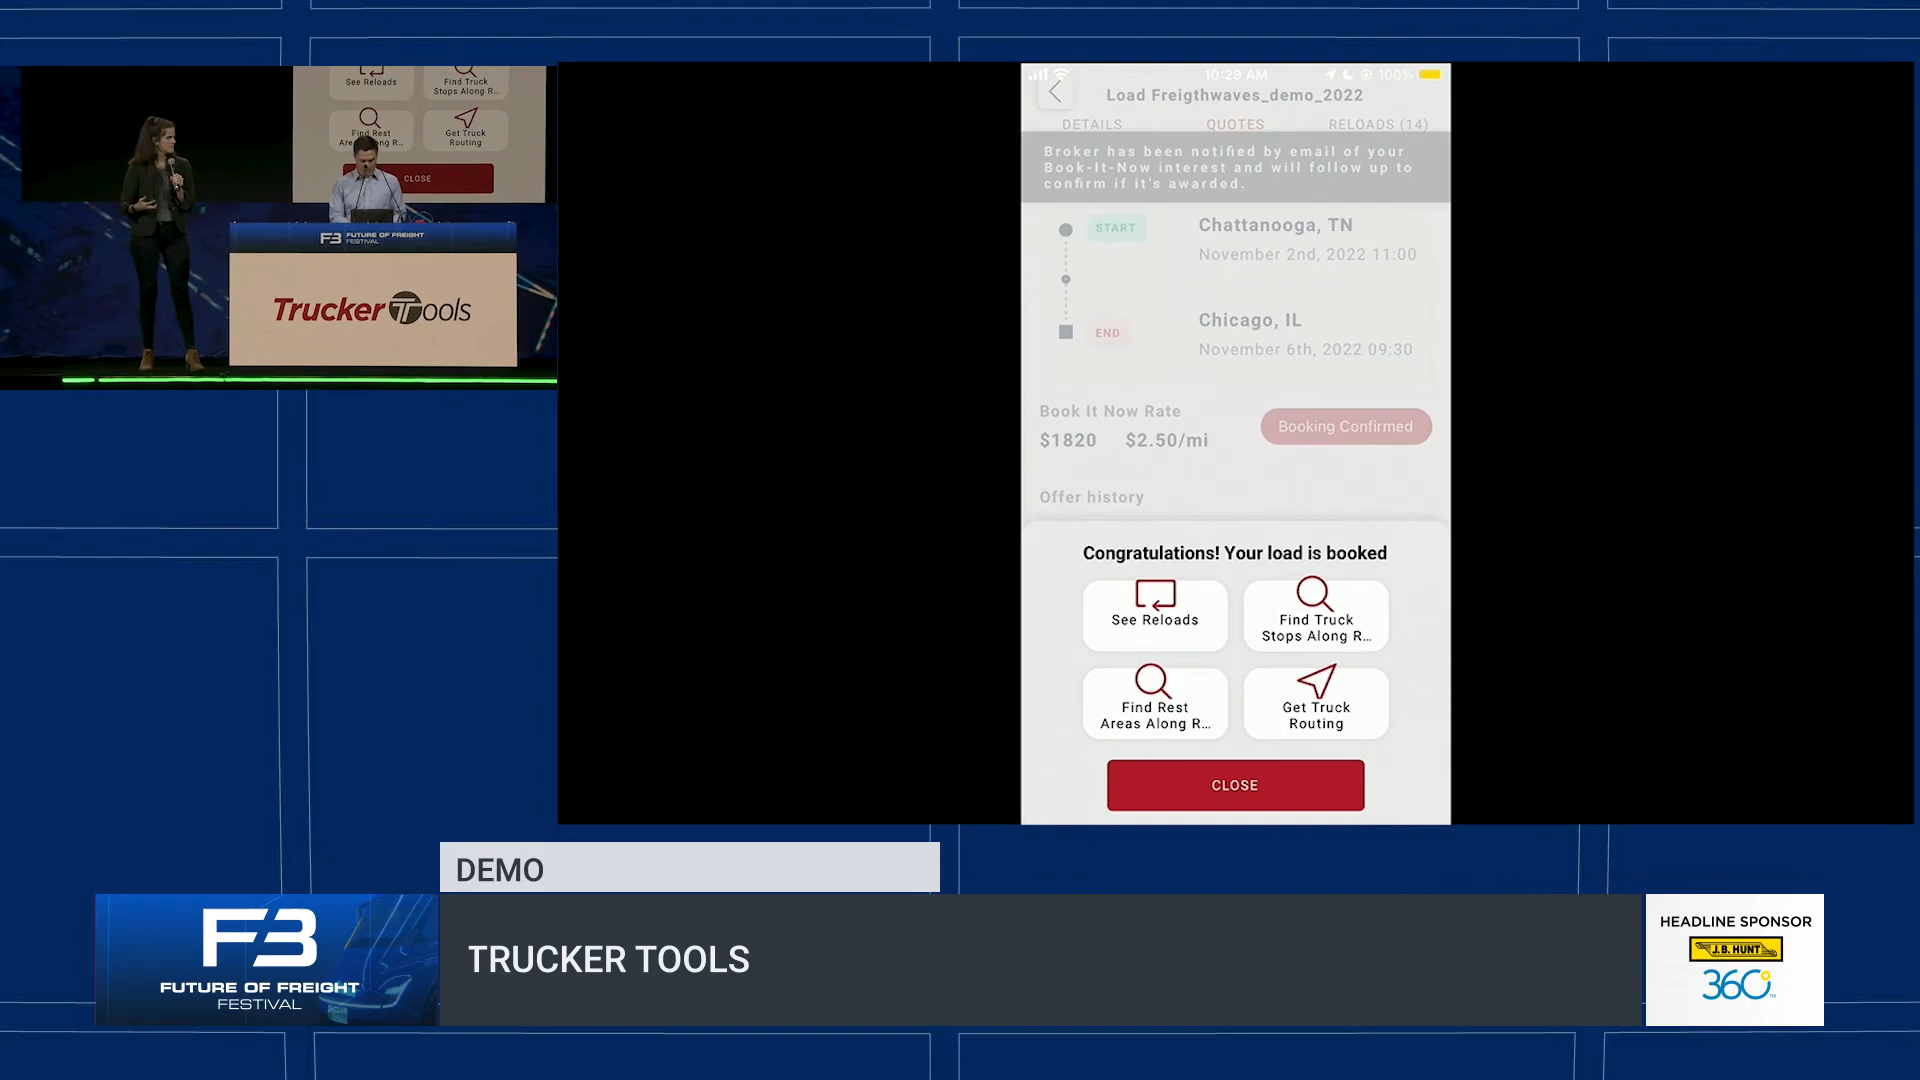 See Reloads
Find Truck
Stops Along R...
Find Rest
Get Truck
Routing
CLOSE
F3 FUTURE OF FREIGHT
FESTIVAL
Trucker Tools
10:29 AM
100%
Load Freigthwaves_demo_2022
DETAILS
QUOTES
RELOADS (14)
Broker has been notified by email of your
Book-It-Now interest and will follow up to
confirm if it's awarded.
START
Chattanooga, TN
November 2nd, 2022 11:00
END
Chicago, IL
November 6th, 2022 09:30
Book It Now Rate
$1820 $2.50/mi
Booking Confirmed
Offer history
Congratulations! Your load is booked
See Reloads
Find Truck
Stops Along R...
Find Rest
Areas Along R...
Get Truck
Routing
CLOSE
DEMO
F3
FUTURE OF FREIGHT
FESTIVAL
TRUCKER TOOLS
HEADLINE SPONSOR
J.B. HUNT
360°